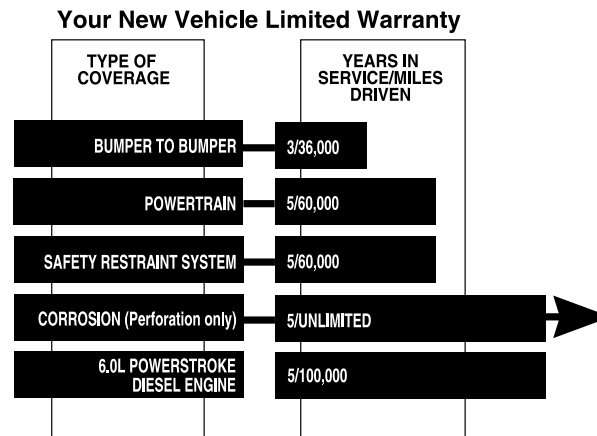 Your New Vehicle Limited Warranty
TYPE OF
COVERAGE
YEARS IN
SERVICE/MILES
DRIVEN
BUMPER TO BUMPER
3/36,000
POWERTRAIN
5/60,000
SAFETY RESTRAINT SYSTEM
5/60,000
CORROSION (Perforation only)
5/UNLIMITED
6.0L POWERSTROKE
DIESEL ENGINE
5/100,000